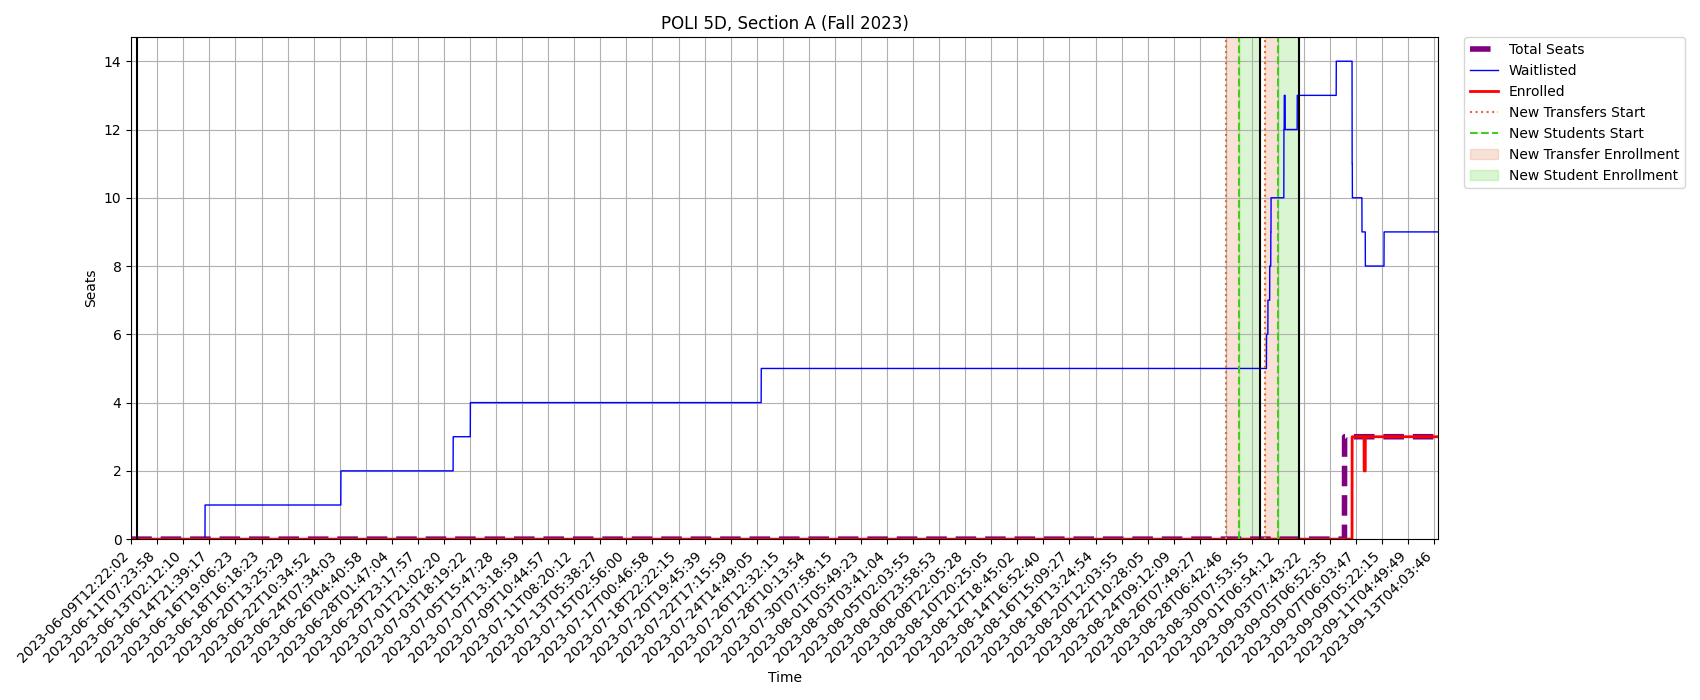 POLI 5D, Section A (Fall 2023)
Total Seats
Waitlisted
Enrolled
New Transfers Start
New Students Start
New Transfer Enrollment
New Student Enrollment
14
12
10
8
6
4
2
0
Seats
2023-06-09T12:22:02
2023-06-11T07:23:58
2023-06-13T02:12:10
2023-06-14T21:39:17
2023-06-16T19:06:23
2023-06-18T16:18:23
2023-06-20T13:25:29
2023-06-22T10:34:52
2023-06-24T07:34:03
2023-06-26T04:40:58
2023-06-28T01:47:04
2023-06-29T23:17:57
2023-07-01T21:02:20
2023-07-03T18:19:22
2023-07-05T15:47:28
2023-07-07T13:18:59
2023-07-09T10:44:57
2023-07-11T08:20:12
2023-07-13T05:38:27
2023-07-15T02:56:00
2023-07-17T00:46:58
2023-07-18T22:22:15
2023-07-20T19:45:39
2023-07-22T17:15:59
2023-07-24T14:49:05
2023-07-26T12:32:15
2023-07-28T10:13:54
2023-07-30T07:58:15
2023-08-01T05:49:23
2023-08-03T03:41:04
2023-08-05T02:03:55
2023-08-06T23:58:53
2023-08-08T22:05:28
2023-08-10T20:25:05
2023-08-12T18:45:02
2023-08-14T16:52:40
2023-08-16T15:09:27
2023-08-18T13:24:54
2023-08-20T12:03:55
2023-08-22T10:28:05
2023-08-24T09:12:09
2023-08-26T07:49:27
2023-08-28T06:42:46
2023-08-30T07:53:55
2023-09-01T06:54:12
2023-09-03T07:43:22
2023-09-05T06:52:35
2023-09-07T06:03:47
2023-09-09T05:22:15
2023-09-11T04:49:49
2023-09-13T04:03:46
Time